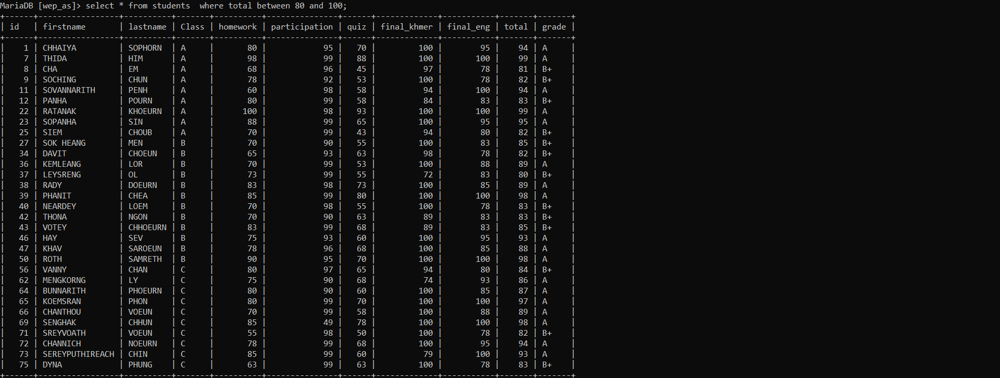 MariaDB [wep_as]> select * from students  where total between 80 and 100;
+------+-----------------+----------+-------+----------+---------------+------+-------------+-----------+-------+-------+
| id   | firstname       | lastname | Class | homework | participation | quiz | final_khmer | final_eng | total | grade |
+------+-----------------+----------+-------+----------+---------------+------+-------------+-----------+-------+-------+
|    1 | CHHAIYA         | SOPHORN  | A     |       80 |            95 |   70 |         100 |        95 |    94 | A     |
|    7 | THIDA           | HIM      | A     |       98 |            99 |   88 |         100 |       100 |    99 | A     |
|    8 | CHA             | EM       | A     |       68 |            96 |   45 |          97 |        78 |    81 | B+    |
|    9 | SOCHING         | CHUN     | A     |       78 |            92 |   53 |         100 |        78 |    82 | B+    |
|   11 | SOVANNARITH     | PENH     | A     |       60 |            98 |   58 |          94 |       100 |    94 | A     |
|   12 | PANHA           | POURN    | A     |       80 |            99 |   58 |          84 |        83 |    83 | B+    |
|   22 | RATANAK         | KHOEURN  | A     |      100 |            98 |   93 |         100 |       100 |    99 | A     |
|   23 | SOPANHA         | SIN      | A     |       88 |            99 |   65 |         100 |        95 |    95 | A     |
|   25 | SIEM            | CHOUB    | A     |       70 |            99 |   43 |          94 |        80 |    82 | B+    |
|   27 | SOK HEANG       | MEN      | B     |       70 |            90 |   55 |         100 |        83 |    85 | B+    |
|   34 | DAVIT           | CHOEUN   | B     |       65 |            93 |   63 |          98 |        78 |    82 | B+    |
|   36 | KEMLEANG        | LOR      | B     |       70 |            99 |   53 |         100 |        88 |    89 | A     |
|   37 | LEYSRENG        | OL       | B     |       73 |            99 |   55 |          72 |        83 |    80 | B+    |
|   38 | RADY            | DOEURN   | B     |       83 |            98 |   73 |         100 |        85 |    89 | A     |
|   39 | PHANIT          | CHEA     | B     |       85 |            99 |   80 |         100 |       100 |    98 | A     |
|   40 | NEARDEY         | LOEM     | B     |       70 |            98 |   55 |         100 |        78 |    83 | B+    |
|   42 | THONA           | NGON     | B     |       70 |            90 |   63 |          89 |        83 |    83 | B+    |
|   43 | VOTEY           | CHHOEURN | B     |       83 |            99 |   68 |          89 |        83 |    85 | B+    |
|   46 | HAY             | SEV      | B     |       75 |            93 |   60 |         100 |        95 |    93 | A     |
|   47 | KHAV            | SAROEUN  | B     |       78 |            96 |   68 |         100 |        85 |    88 | A     |
|   50 | ROTH            | SAMRETH  | B     |       90 |            95 |   70 |         100 |       100 |    98 | A     |
|   56 | VANNY           | CHAN     | C     |       80 |            97 |   65 |          94 |        80 |    84 | B+    |
|   62 | MENGKORNG       | LY       | C     |       75 |            90 |   68 |          74 |        93 |    86 | A     |
|   64 | BUNNARITH       | PHOEURN  | C     |       80 |            90 |   60 |         100 |        85 |    87 | A     |
|   65 | KOEMSRAN        | PHON     | C     |       80 |            99 |   70 |         100 |       100 |    97 | A     |
|   66 | CHANTHOU        | VOEUN    | C     |       70 |            99 |   58 |         100 |        88 |    89 | A     |
|   69 | SENGHAK         | CHHUN    | C     |       85 |            49 |   78 |         100 |       100 |    98 | A     |
|   71 | SREYVOATH       | VOEUN    | C     |       55 |            98 |   50 |         100 |        78 |    82 | B+    |
|   72 | CHANNICH        | NOEURN   | C     |       78 |            99 |   68 |         100 |        95 |    94 | A     |
|   73 | SEREYPUTHIREACH | CHIN     | C     |       85 |            99 |   60 |          79 |       100 |    93 | A     |
|   75 | DYNA            | PHUNG    | C     |       63 |            99 |   63 |         100 |        78 |    83 | B+    |
+------+-----------------+----------+-------+----------+---------------+------+-------------+-----------+-------+-------+